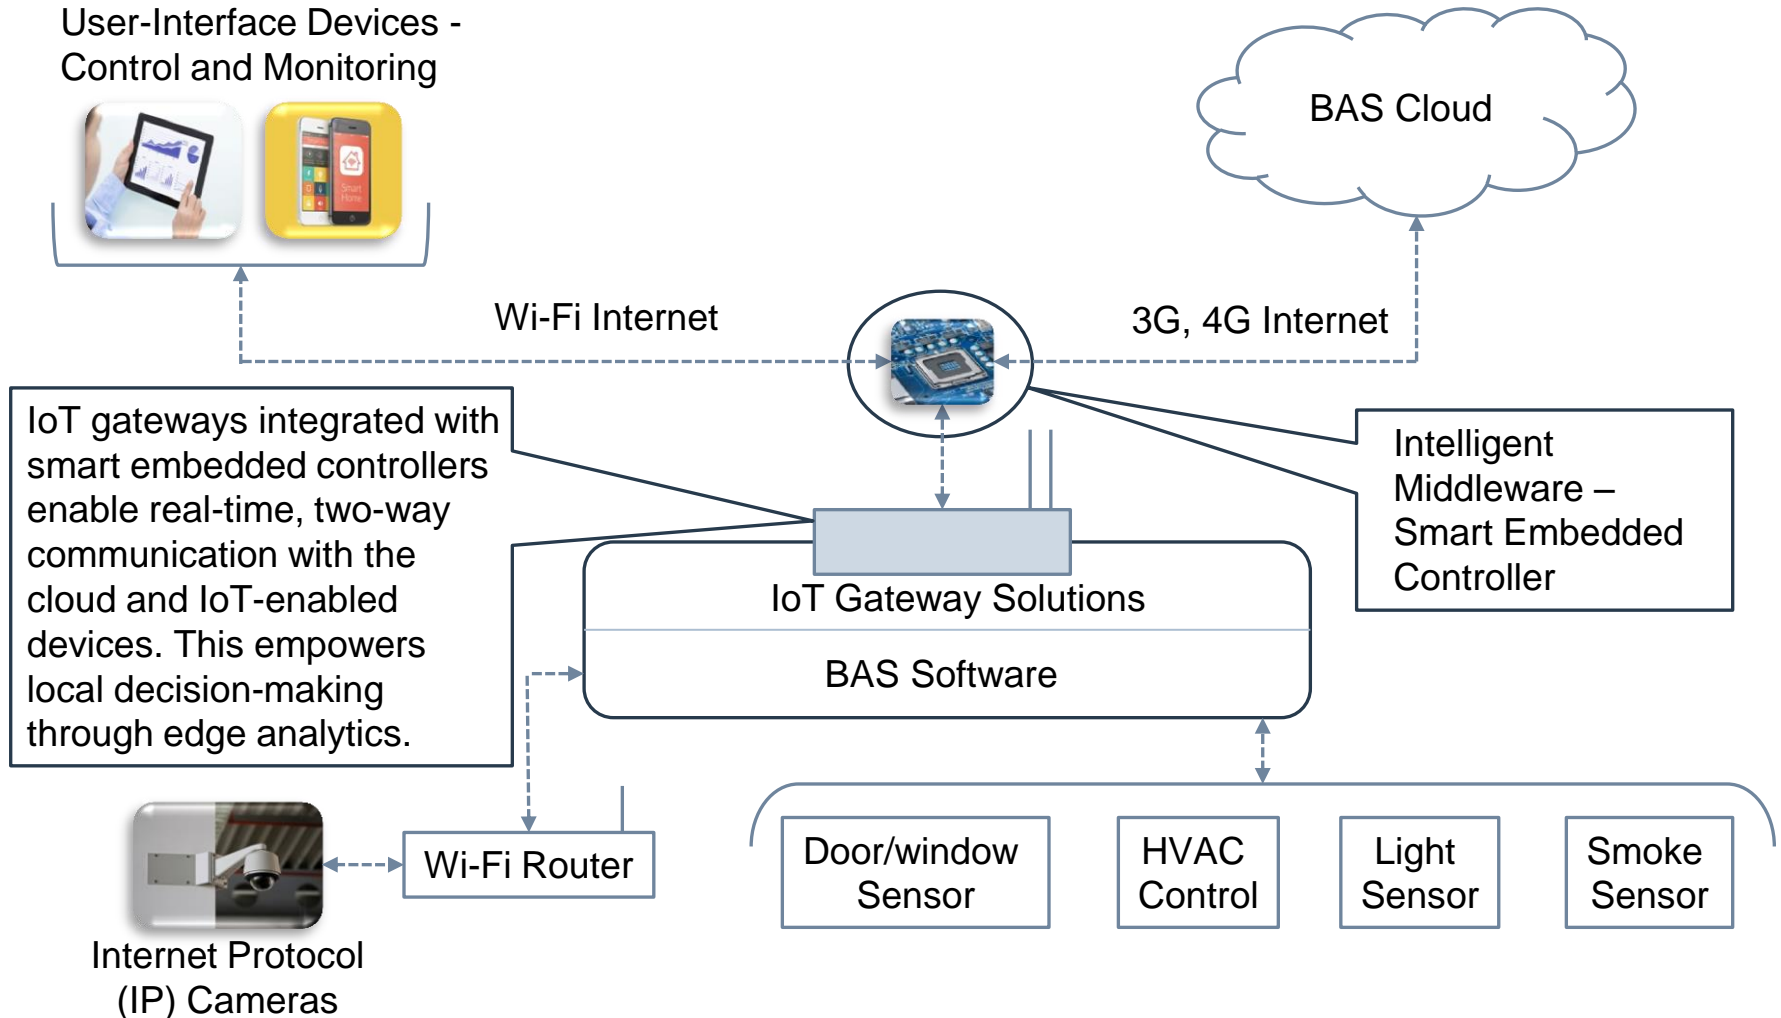 User-Interface Devices -
Control and Monitoring
Smart
Home
BAS Cloud
Wi-Fi Internet
3G, 4G Internet
IoT gateways integrated with
smart embedded controllers
enable real-time, two-way
communication with the
cloud and IoT-enabled
devices. This empowers
local decision-making
through edge analytics.
Intelligent
Middleware –
Smart Embedded
Controller
IoT Gateway Solutions
BAS Software
Wi-Fi Router
Internet Protocol
(IP) Cameras
Door/window
Sensor
HVAC
Control
Light
Sensor
Smoke
Sensor